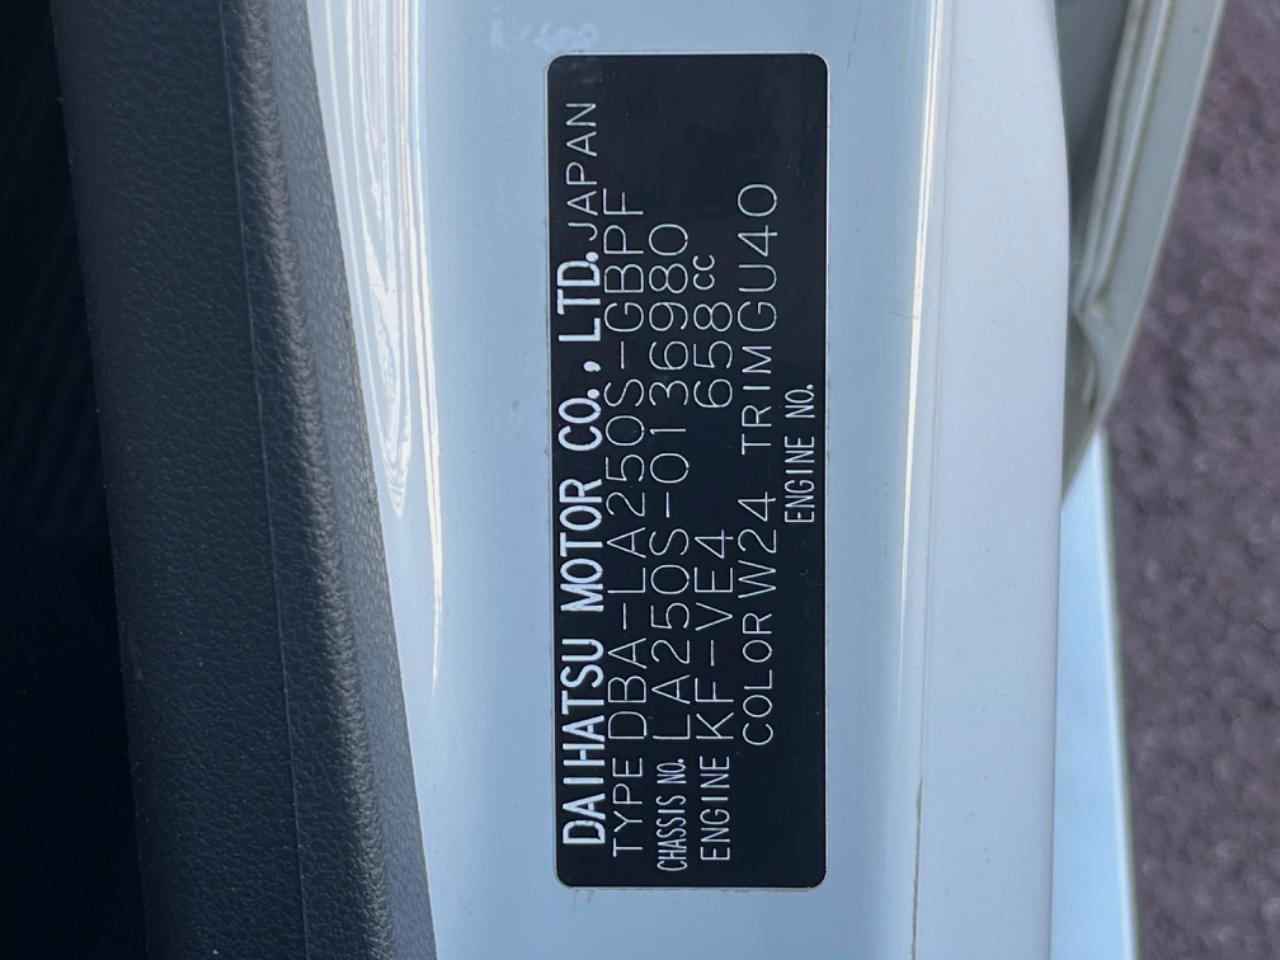 DAIHATSU MOTOR CO., LTD. JAPAN
TYPE DBA-LA250S-GBPF
CHASSIS NO. LA250S-0136980
ENGINE KF-VE4 658cc
COLOR W24 TRIM GU40
ENGINE NO.